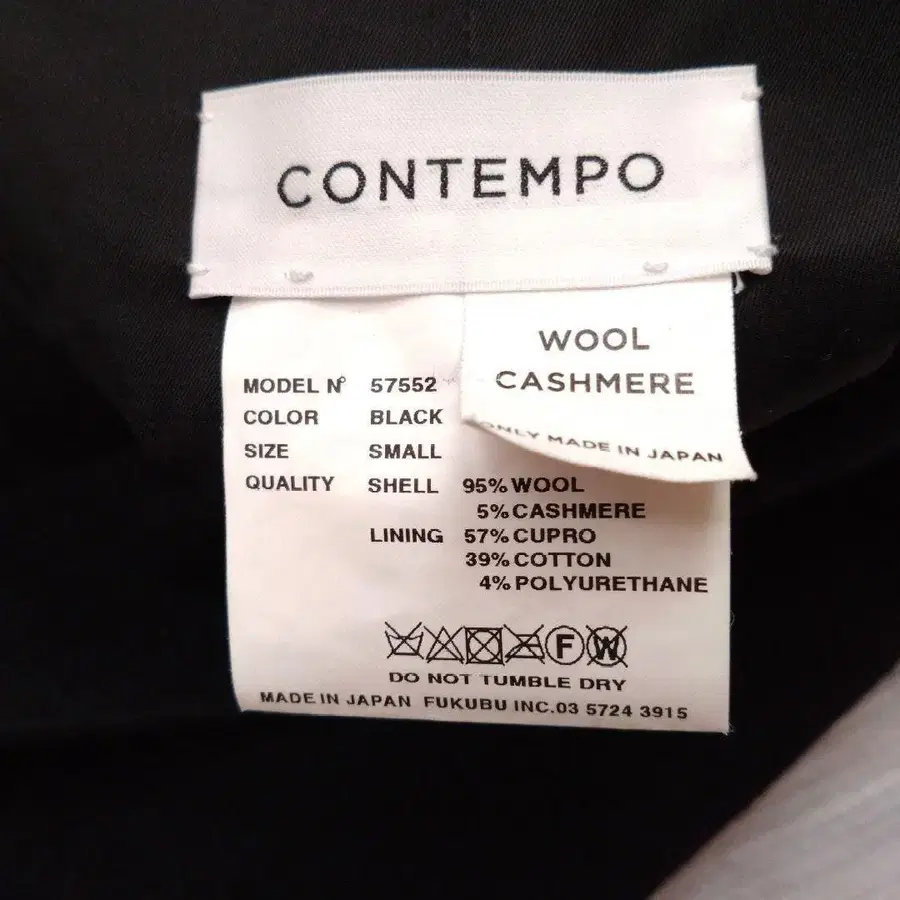 CONTEMPO
WOOL
CASHMERE
ONLY MADE IN JAPAN
MODEL Nº 57552
COLOR BLACK
SIZE SMALL
QUALITY SHELL 95% WOOL
5% CASHMERE
LINING 57% CUPRO
39% COTTON
4% POLYURETHANE
F W
DO NOT TUMBLE DRY
MADE IN JAPAN FUKUBU INC.03 5724 3915